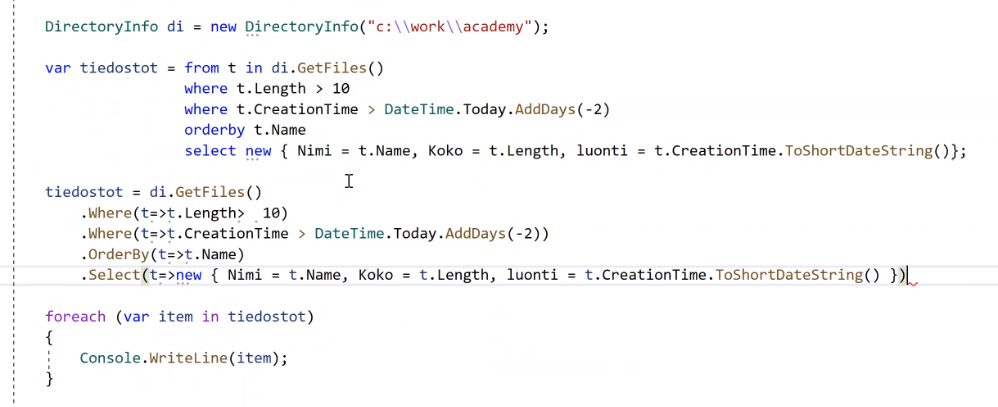 DirectoryInfo di = new DirectoryInfo("c:\\work\\academy");
var tiedostot = from t in di.GetFiles()
where t.Length > 10
where t.CreationTime > DateTime.Today.AddDays(-2)
orderby t.Name
select new { Nimi = t.Name, Koko = t.Length, luonti = t.CreationTime.ToShortDateString()};
tiedostot = di.GetFiles()
.Where(t=>t.Length>  10)
.Where(t=>t.CreationTime > DateTime.Today.AddDays(-2))
.OrderBy(t=>t.Name)
.Select(t=>new { Nimi = t.Name, Koko = t.Length, luonti = t.CreationTime.ToShortDateString() })
foreach (var item in tiedostot)
{
Console.WriteLine(item);
}